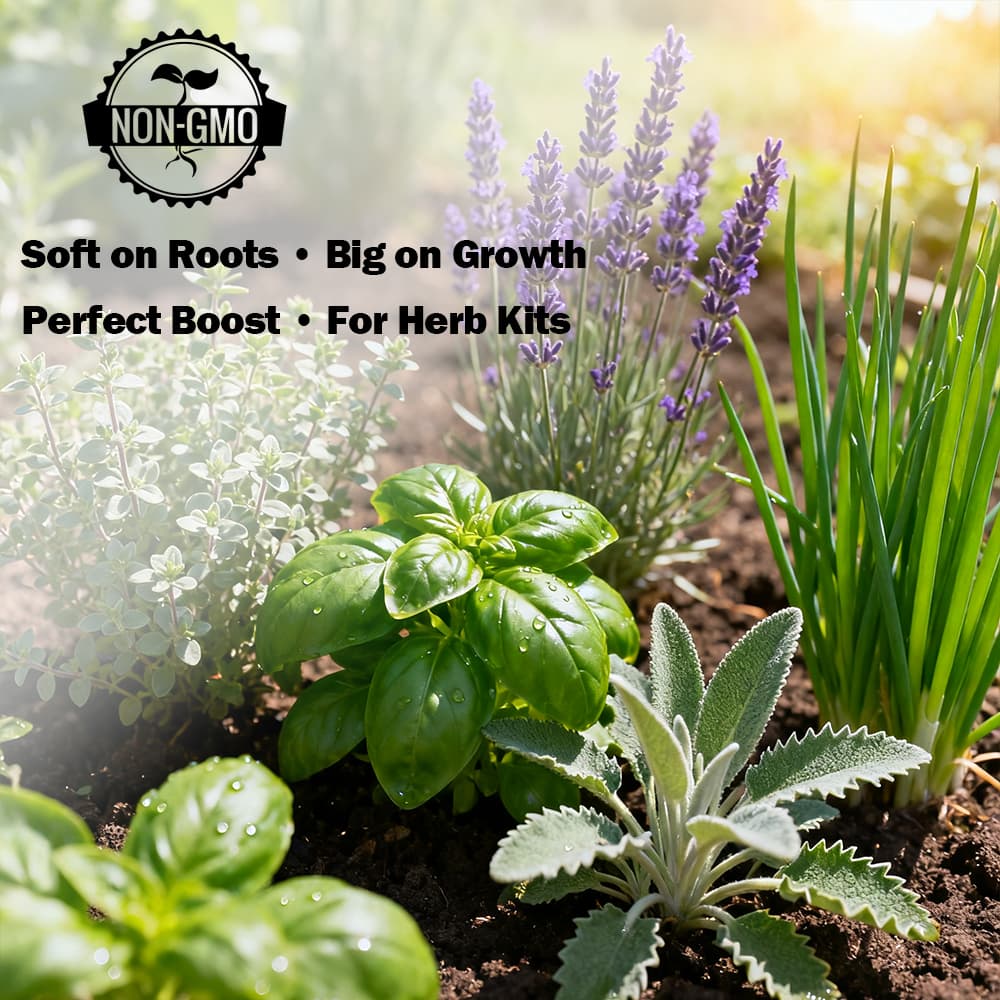 NON-GMO
Soft on Roots • Big on Growth
Perfect Boost • For Herb Kits